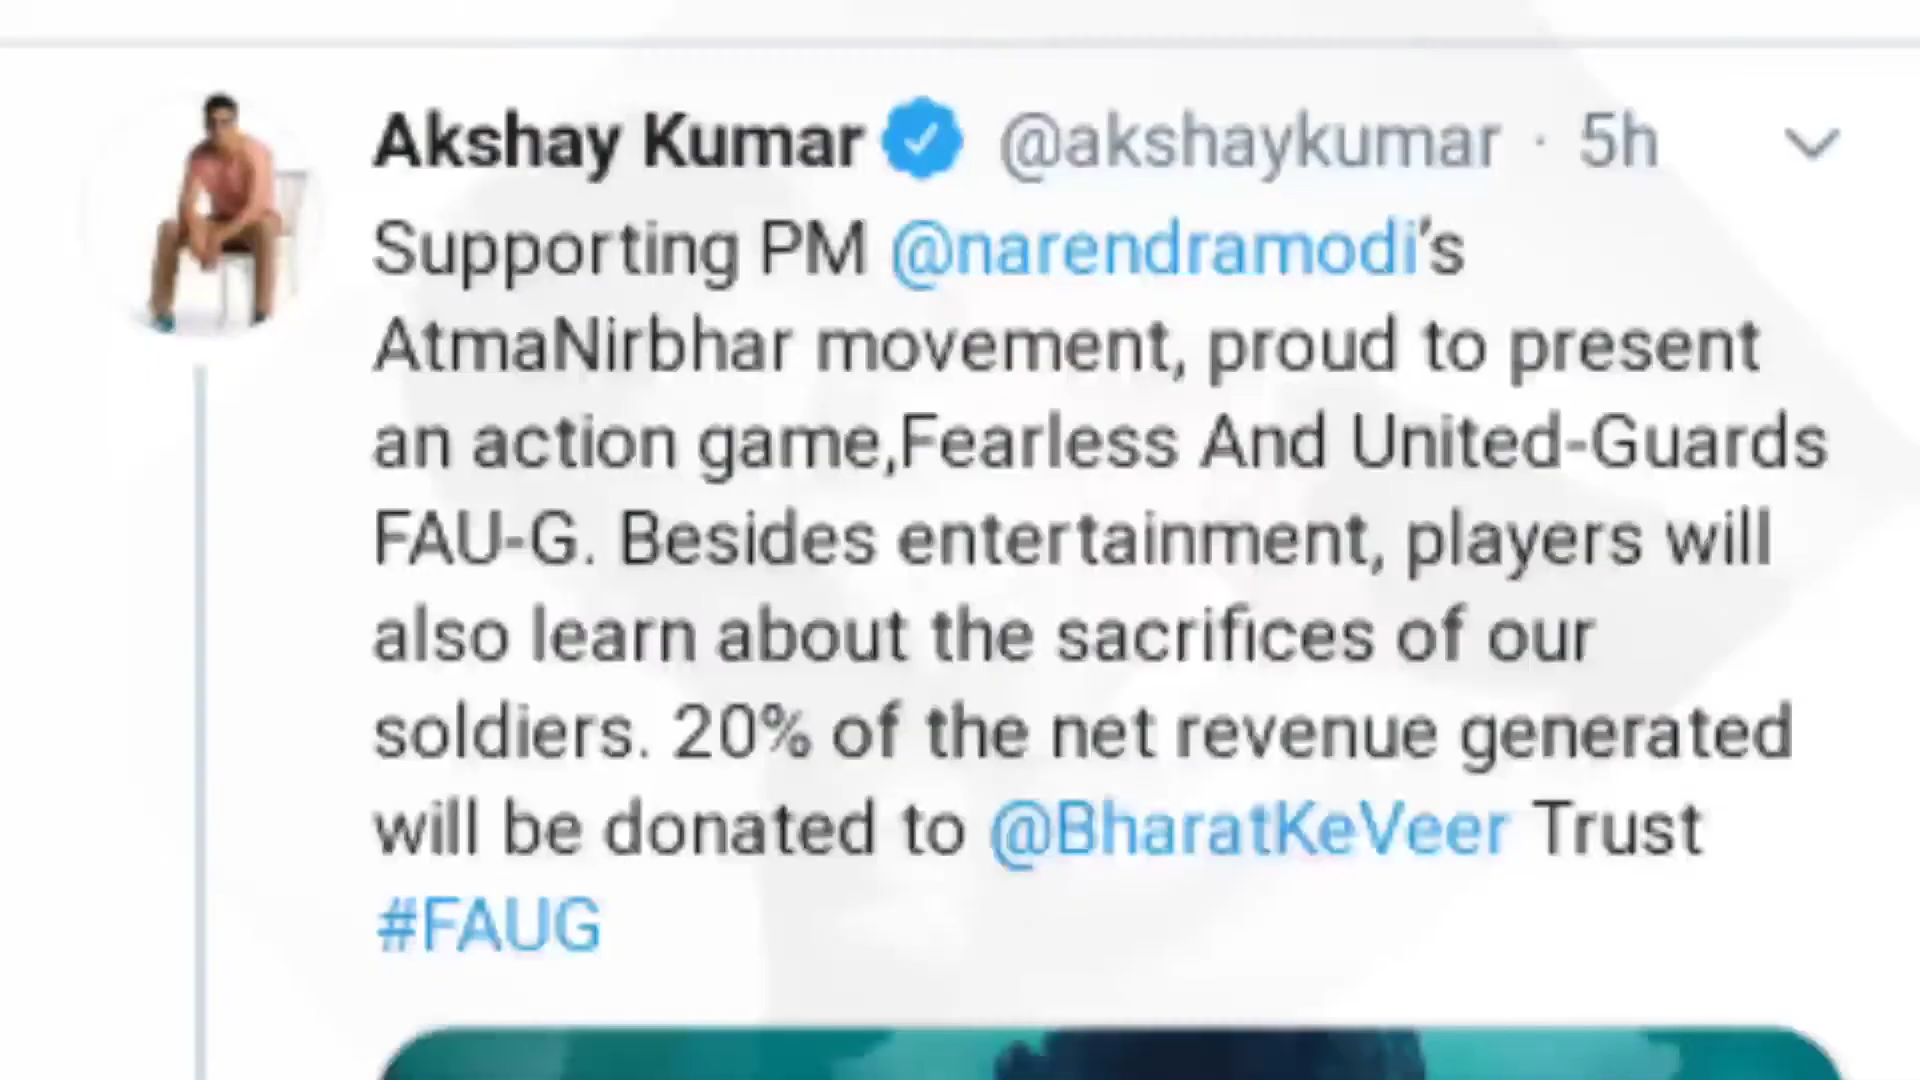 Akshay Kumar @akshaykumar · 5h
Supporting PM @narendramodi's
AtmaNirbhar movement, proud to present
an action game,Fearless And United-Guards
FAU-G. Besides entertainment, players will
also learn about the sacrifices of our
soldiers. 20% of the net revenue generated
will be donated to @BharatKeVeer Trust
#FAUG